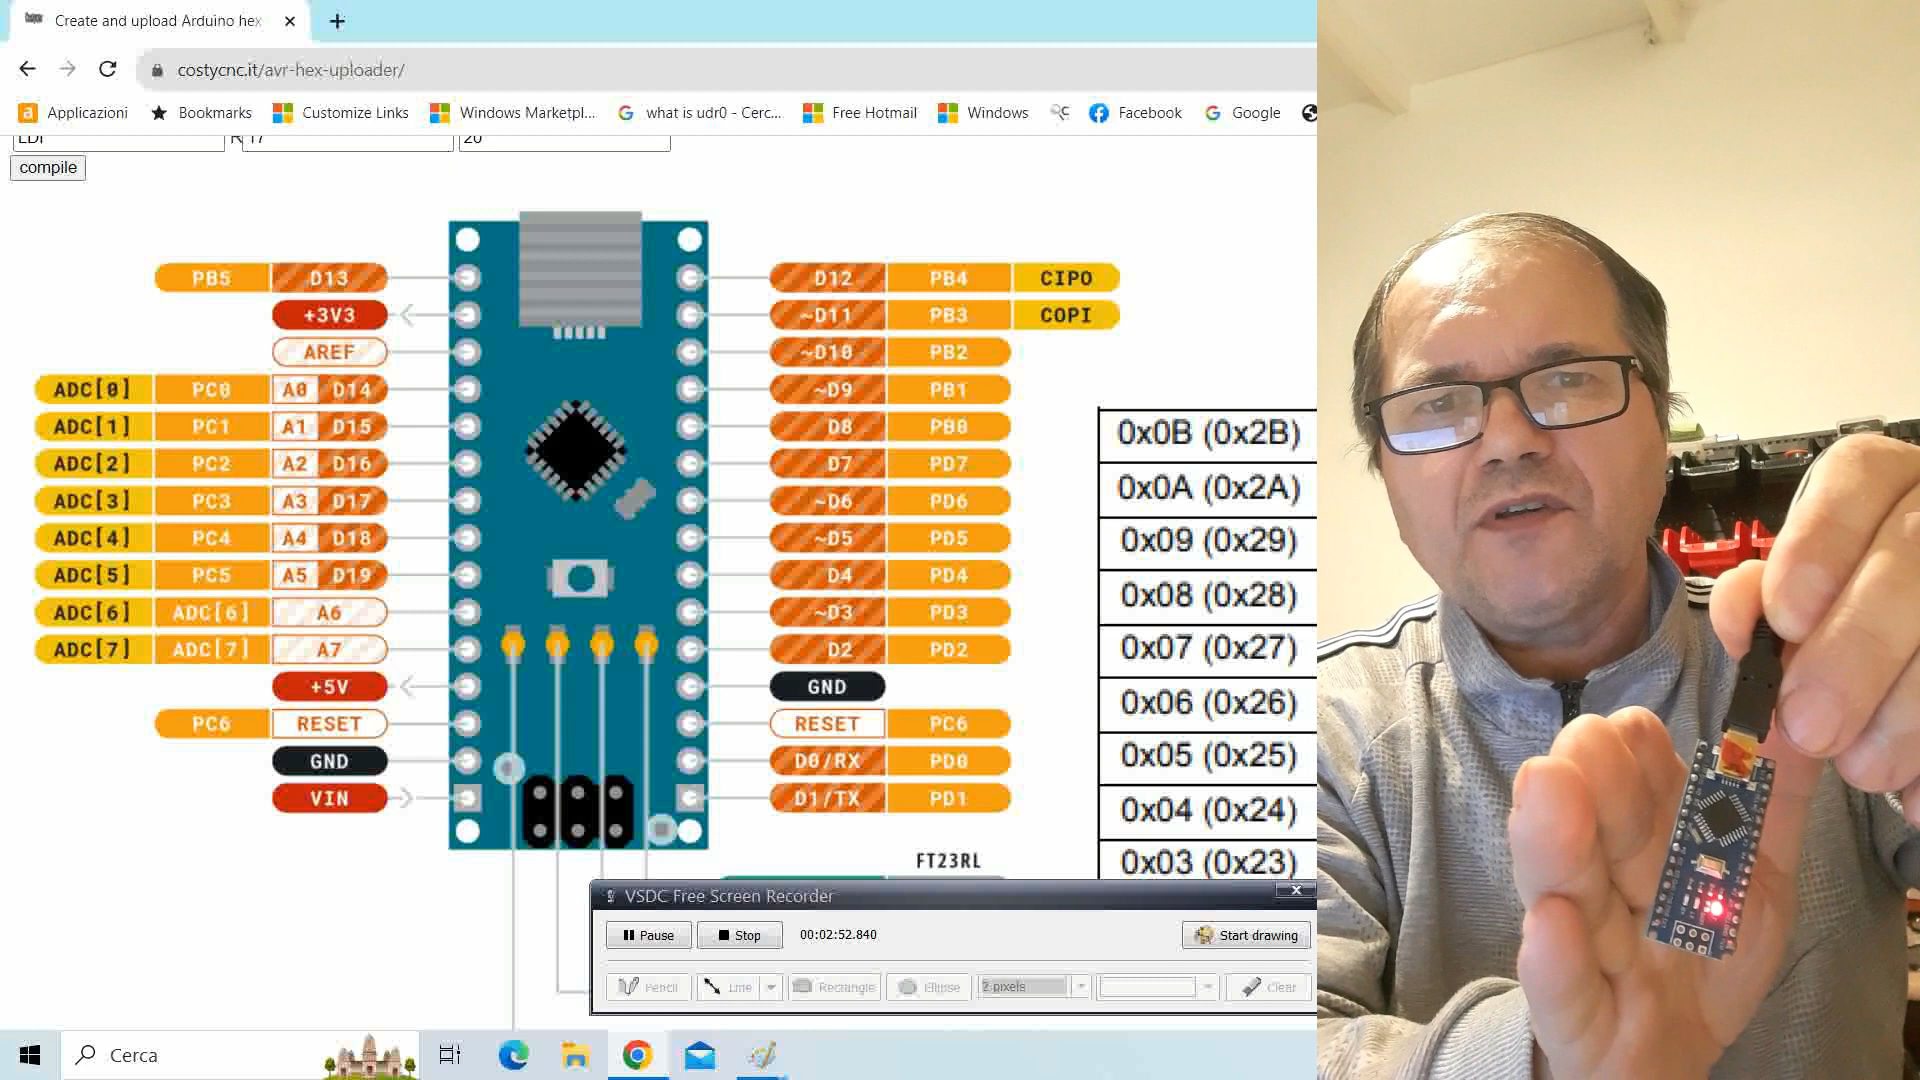 Create and upload Arduino hex
costycnc.it/avr-hex-uploader/
Applicazioni
Bookmarks
Customize Links
Windows Marketpl...
what is udr0 - Cerc...
Free Hotmail
Windows
Facebook
Google
LDI
R
17
20
compile
PB5 D13
D12 PB4 CIPO
+3V3
~D11 PB3 COPI
AREF
~D10 PB2
ADC[0] PC0 A0 D14
~D9 PB1
ADC[1] PC1 A1 D15
D8 PB0
ADC[2] PC2 A2 D16
D7 PD7
ADC[3] PC3 A3 D17
~D6 PD6
ADC[4] PC4 A4 D18
~D5 PD5
ADC[5] PC5 A5 D19
D4 PD4
ADC[6] ADC[6] A6
~D3 PD3
ADC[7] ADC[7] A7
D2 PD2
+5V
GND
PC6 RESET
RESET PC6
GND
D0/RX PD0
VIN
D1/TX PD1
FT23RL
0x0B (0x2B)
0x0A (0x2A)
0x09 (0x29)
0x08 (0x28)
0x07 (0x27)
0x06 (0x26)
0x05 (0x25)
0x04 (0x24)
0x03 (0x23)
VSDC Free Screen Recorder
Pause
Stop
00:02:52.840
Start drawing
Pencil
Line
Rectangle
Ellipse
2 pixels
Clear
Cerca